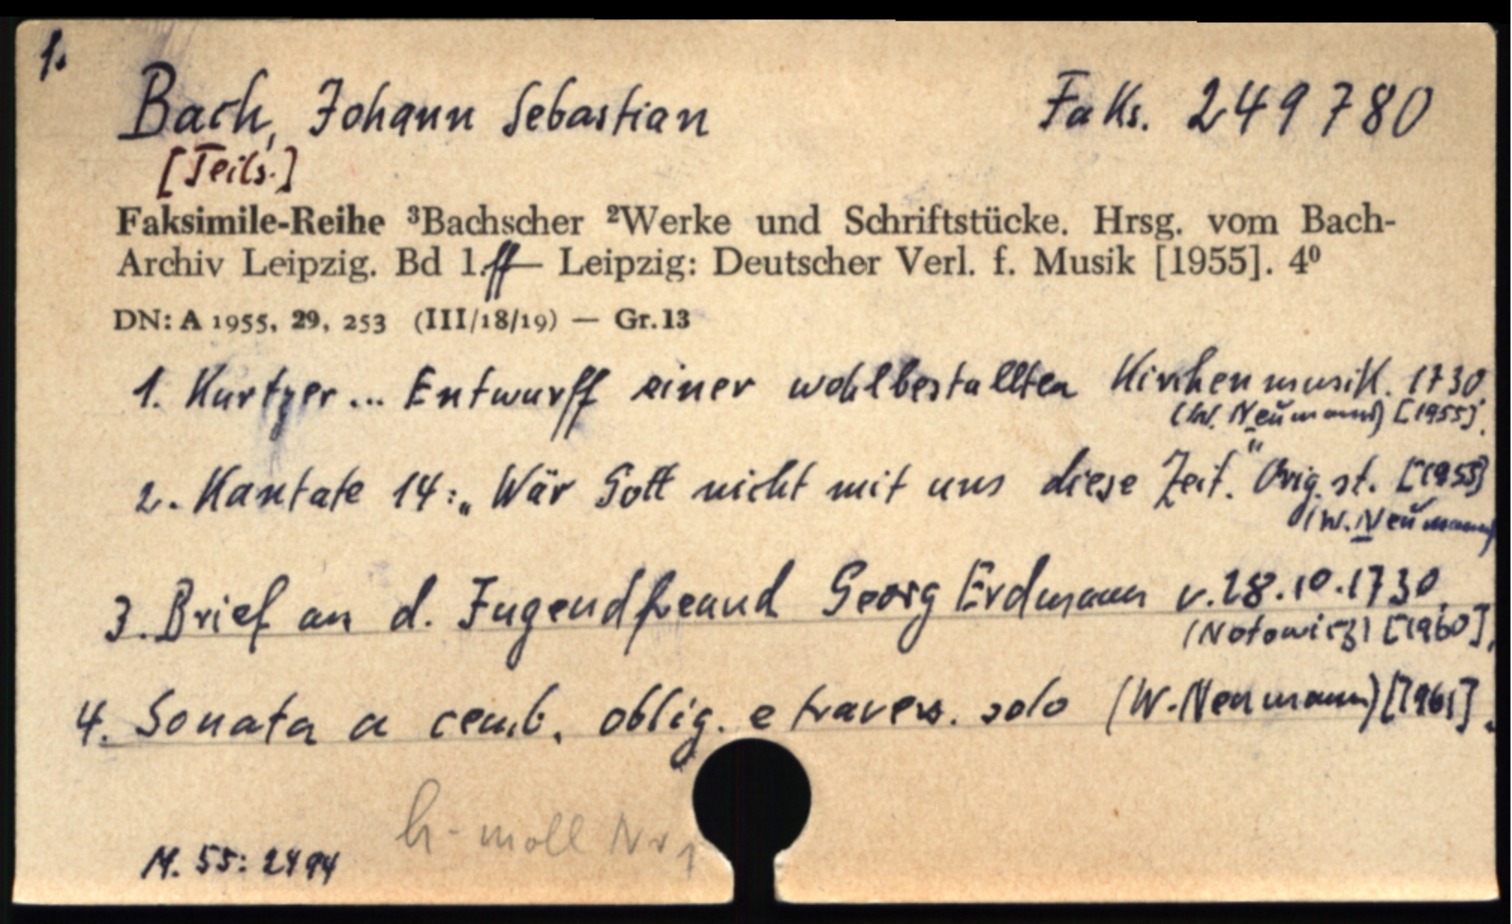 1.
Bach, Johann Sebastian Faks. 249780
[Teils.]
Faksimile-Reihe ³Bachscher ²Werke und Schriftstücke. Hrsg. vom Bach-
Archiv Leipzig. Bd 1.ff — Leipzig: Deutscher Verl. f. Musik [1955]. 4⁰
DN: A 1955, 29, 253 (III/18/19) — Gr. 13
1. Kurtzer... Entwurff einer wohlbestallten Kirchenmusik. 1730.
(W. Neumann) [1955].
2. Kantate 14: „Wär Gott nicht mit uns diese Zeit." Orig. st. [1955]
(W. Neumann)
3. Brief an d. Jugendfreund Georg Erdmann v. 28.10.1730.
(Notowicz) [1960].
4. Sonata a cemb. oblig. e travers. solo (W. Neumann) [1961].
h-moll Nr 1
M. 55: 2494